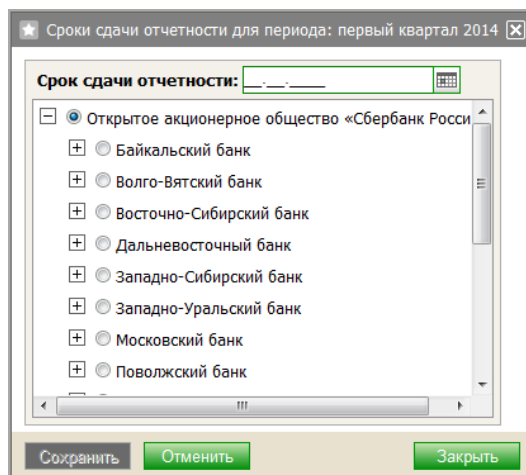 Сроки сдачи отчетности для периода: первый квартал 2014
Срок сдачи отчетности: __.__.____
Открытое акционерное общество «Сбербанк Росси
Байкальский банк
Волго-Вятский банк
Восточно-Сибирский банк
Дальневосточный банк
Западно-Сибирский банк
Западно-Уральский банк
Московский банк
Поволжский банк
Сохранить Отменить Закрыть